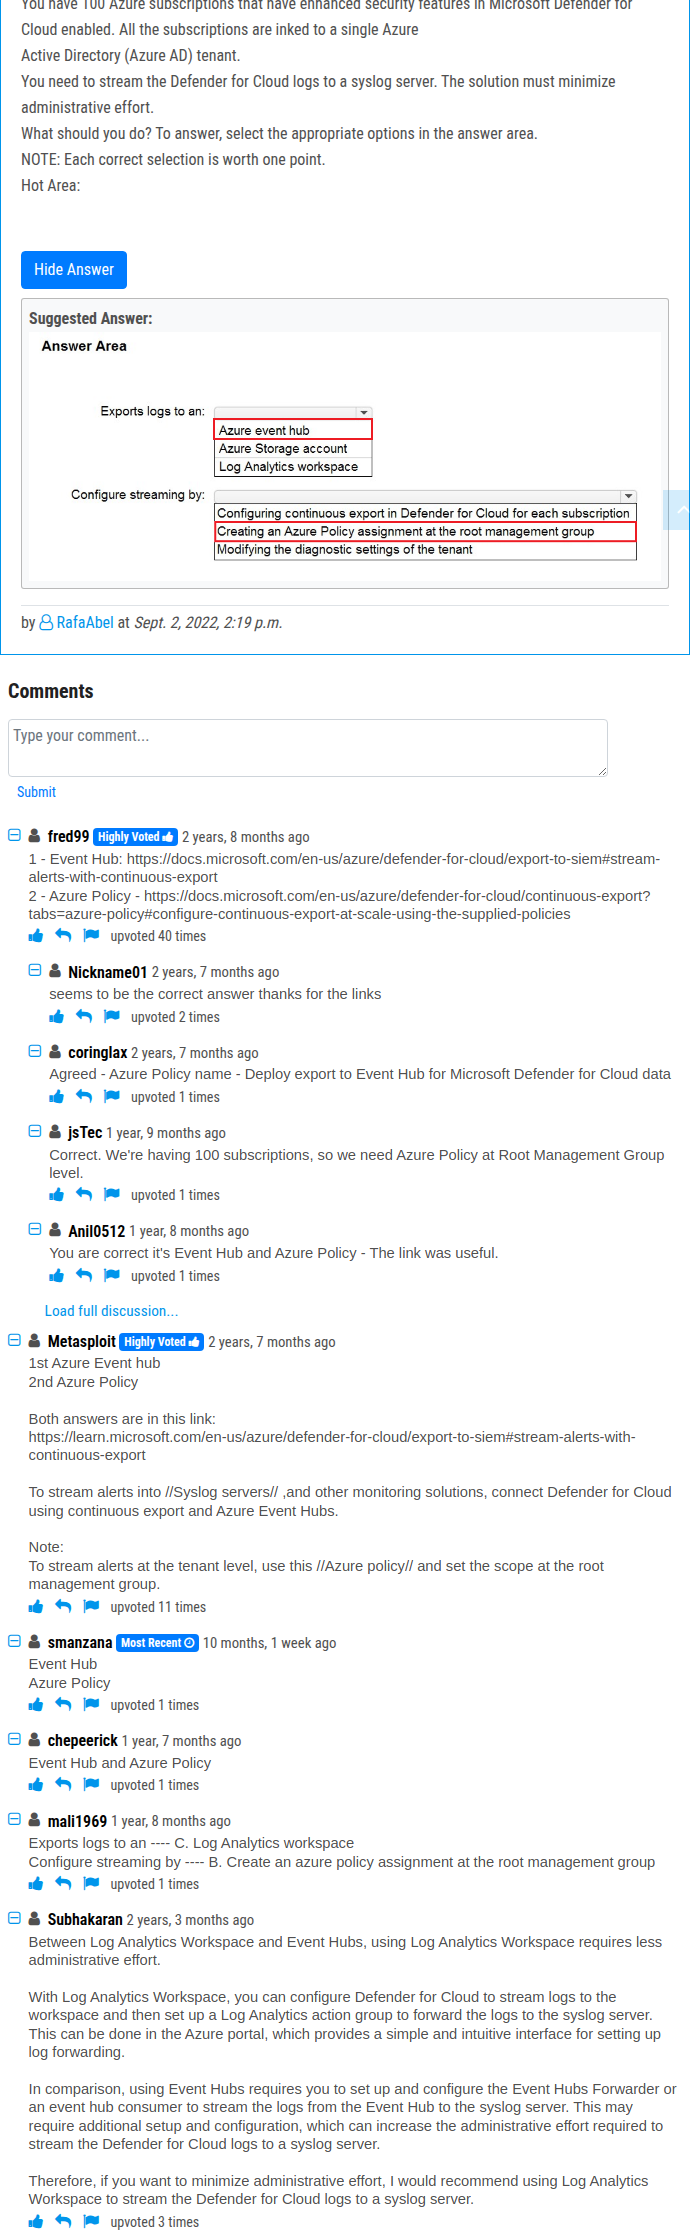 You have 100 Azure subscriptions that have enhanced security features in Microsoft Defender for
Cloud enabled. All the subscriptions are inked to a single Azure
Active Directory (Azure AD) tenant.
You need to stream the Defender for Cloud logs to a syslog server. The solution must minimize
administrative effort.
What should you do? To answer, select the appropriate options in the answer area.
NOTE: Each correct selection is worth one point.
Hot Area:
Hide Answer
Suggested Answer:
Answer Area
Exports logs to an:
Azure event hub
Azure Storage account
Log Analytics workspace
Configure streaming by:
Configuring continuous export in Defender for Cloud for each subscription
Creating an Azure Policy assignment at the root management group
Modifying the diagnostic settings of the tenant
by RafaAbel at Sept. 2, 2022, 2:19 p.m.
Comments
Type your comment...
Submit
fred99 Highly Voted 2 years, 8 months ago
1 - Event Hub: https://docs.microsoft.com/en-us/azure/defender-for-cloud/export-to-siem#stream-
alerts-with-continuous-export
2 - Azure Policy - https://docs.microsoft.com/en-us/azure/defender-for-cloud/continuous-export?
tabs=azure-policy#configure-continuous-export-at-scale-using-the-supplied-policies
upvoted 40 times
Nickname01 2 years, 7 months ago
seems to be the correct answer thanks for the links
upvoted 2 times
coringlax 2 years, 7 months ago
Agreed - Azure Policy name - Deploy export to Event Hub for Microsoft Defender for Cloud data
upvoted 1 times
jsTec 1 year, 9 months ago
Correct. We're having 100 subscriptions, so we need Azure Policy at Root Management Group
level.
upvoted 1 times
Anil0512 1 year, 8 months ago
You are correct it's Event Hub and Azure Policy - The link was useful.
upvoted 1 times
Load full discussion...
Metasploit Highly Voted 2 years, 7 months ago
1st Azure Event hub
2nd Azure Policy
Both answers are in this link:
https://learn.microsoft.com/en-us/azure/defender-for-cloud/export-to-siem#stream-alerts-with-
continuous-export
To stream alerts into //Syslog servers// ,and other monitoring solutions, connect Defender for Cloud
using continuous export and Azure Event Hubs.
Note:
To stream alerts at the tenant level, use this //Azure policy// and set the scope at the root
management group.
upvoted 11 times
smanzana Most Recent 10 months, 1 week ago
Event Hub
Azure Policy
upvoted 1 times
chepeerick 1 year, 7 months ago
Event Hub and Azure Policy
upvoted 1 times
mali1969 1 year, 8 months ago
Exports logs to an ---- C. Log Analytics workspace
Configure streaming by ---- B. Create an azure policy assignment at the root management group
upvoted 1 times
Subhakaran 2 years, 3 months ago
Between Log Analytics Workspace and Event Hubs, using Log Analytics Workspace requires less
administrative effort.
With Log Analytics Workspace, you can configure Defender for Cloud to stream logs to the
workspace and then set up a Log Analytics action group to forward the logs to the syslog server.
This can be done in the Azure portal, which provides a simple and intuitive interface for setting up
log forwarding.
In comparison, using Event Hubs requires you to set up and configure the Event Hubs Forwarder or
an event hub consumer to stream the logs from the Event Hub to the syslog server. This may
require additional setup and configuration, which can increase the administrative effort required to
stream the Defender for Cloud logs to a syslog server.
Therefore, if you want to minimize administrative effort, I would recommend using Log Analytics
Workspace to stream the Defender for Cloud logs to a syslog server.
upvoted 3 times